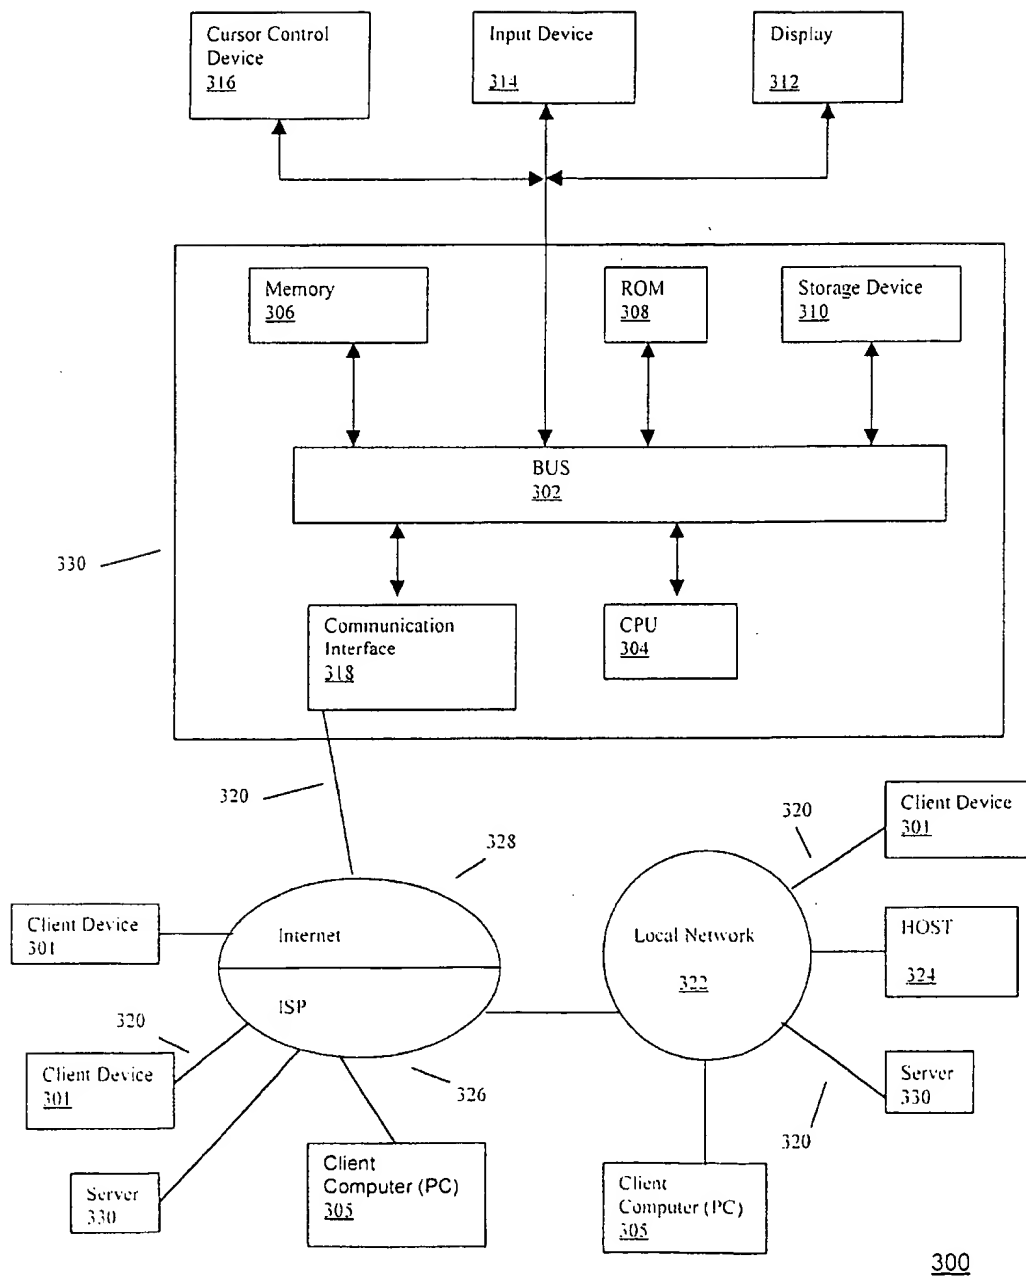 Cursor Control
Device
316
Input Device
314
Display
312
Memory
306
ROM
308
Storage Device
310
BUS
302
330
Communication
Interface
318
CPU
304
320
328
Client Device
301
320
Client Device
301
Internet
ISP
Local Network
322
HOST
324
320
Client Device
301
326
Server
330
320
Server
330
Client
Computer (PC)
305
Client
Computer (PC)
305
300